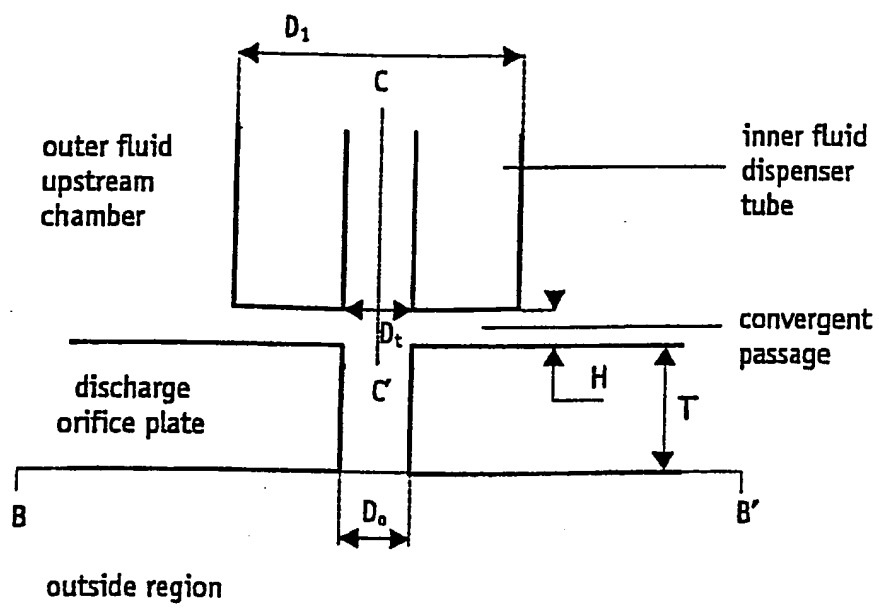 D₁
C
outer fluid
upstream
chamber
inner fluid
dispenser
tube
Dₜ
convergent
passage
C′
H
T
discharge
orifice plate
B
Dₒ
B′
outside region